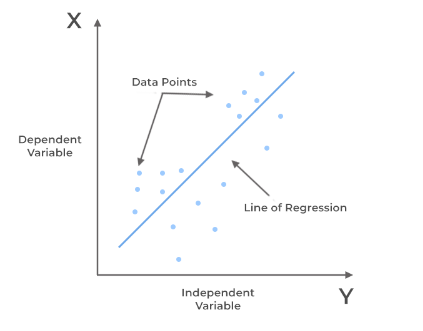 X
Data Points
Dependent
Variable
Line of Regression
Independent
Variable
Y